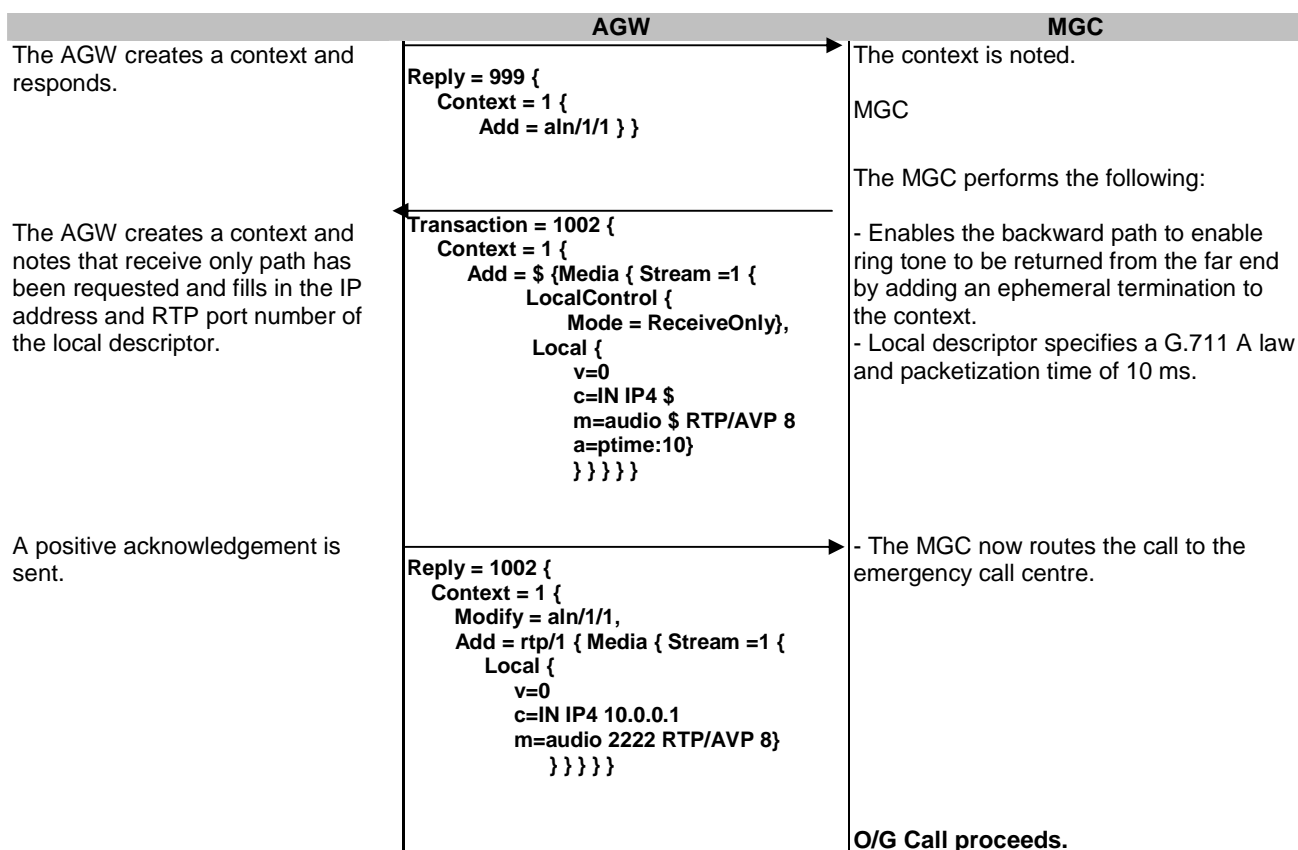 AGW MGC
The AGW creates a context and
responds.
Reply = 999 {
Context = 1 {
Add = aln/1/1 } }
The context is noted.
MGC
The MGC performs the following:
The AGW creates a context and
notes that receive only path has
been requested and fills in the IP
address and RTP port number of
the local descriptor.
Transaction = 1002 {
Context = 1 {
Add = $ {Media { Stream =1 {
LocalControl {
Mode = ReceiveOnly},
Local {
v=0
c=IN IP4 $
m=audio $ RTP/AVP 8
a=ptime:10}
} } } } }
- Enables the backward path to enable
ring tone to be returned from the far end
by adding an ephemeral termination to
the context.
- Local descriptor specifies a G.711 A law
and packetization time of 10 ms.
A positive acknowledgement is
sent.
Reply = 1002 {
Context = 1 {
Modify = aln/1/1,
Add = rtp/1 { Media { Stream =1 {
Local {
v=0
c=IN IP4 10.0.0.1
m=audio 2222 RTP/AVP 8}
} } } } }
- The MGC now routes the call to the
emergency call centre.
O/G Call proceeds.